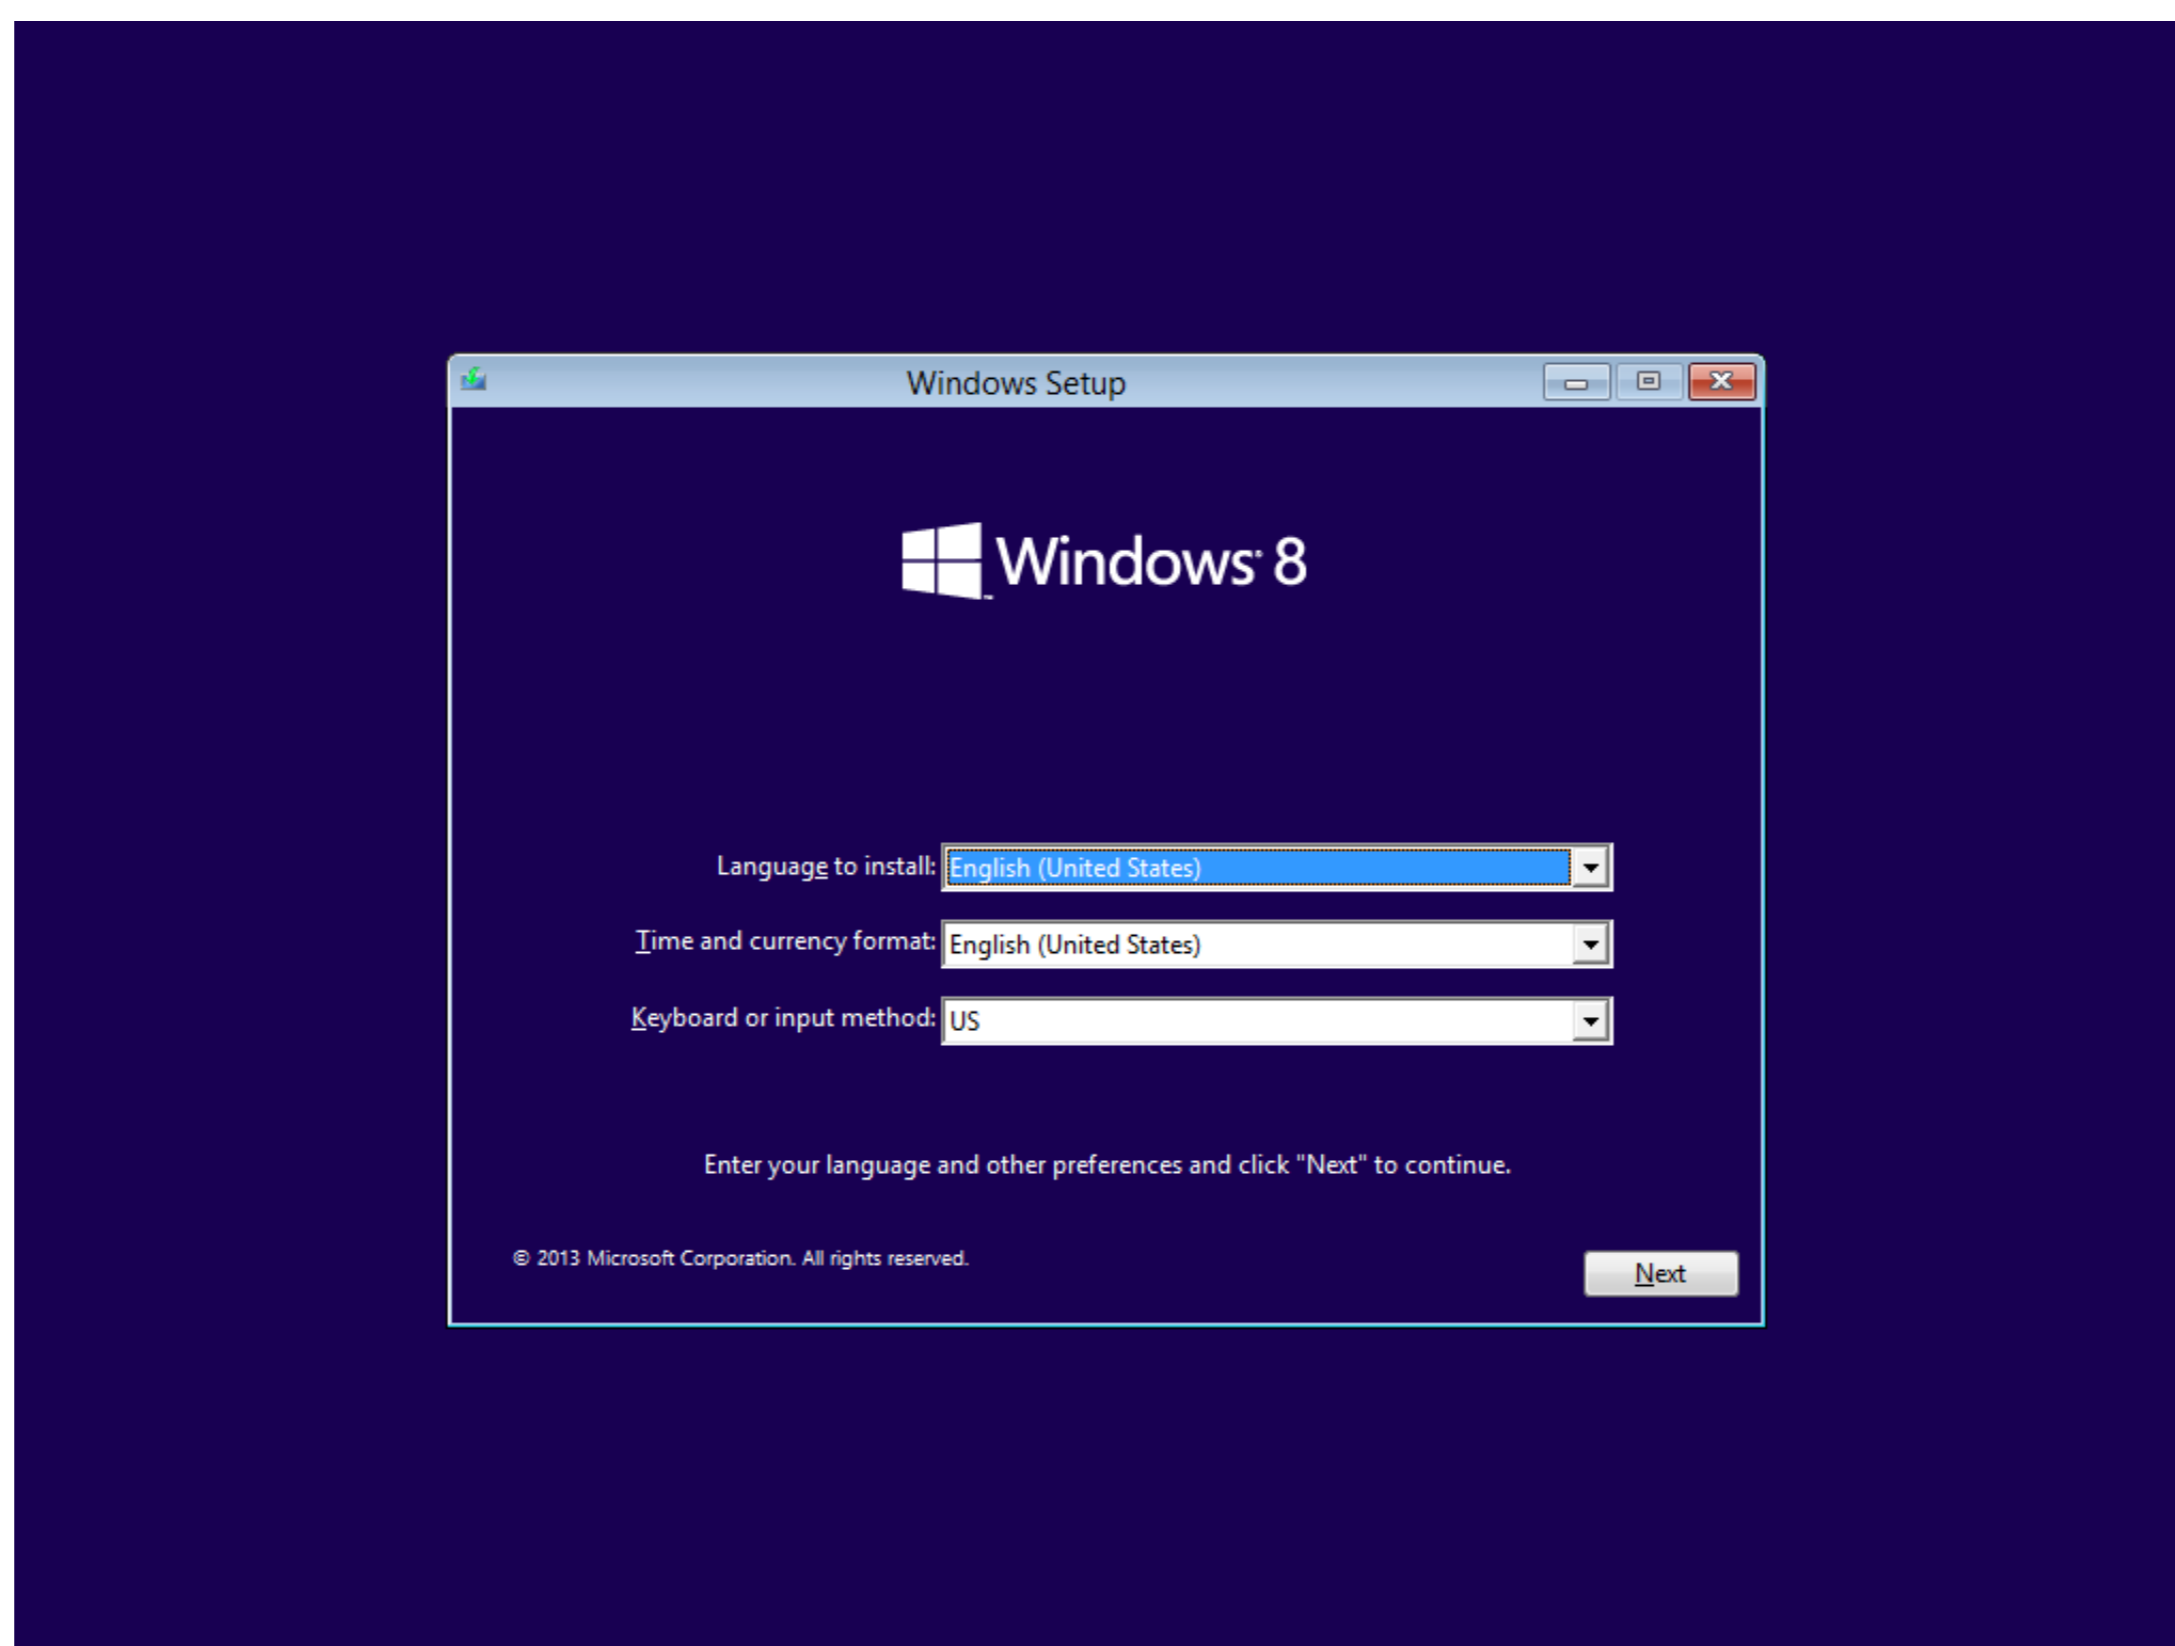 Windows Setup
Windows® 8
Language to install: English (United States)
Time and currency format: English (United States)
Keyboard or input method: US
Enter your language and other preferences and click "Next" to continue.
© 2013 Microsoft Corporation. All rights reserved.
Next